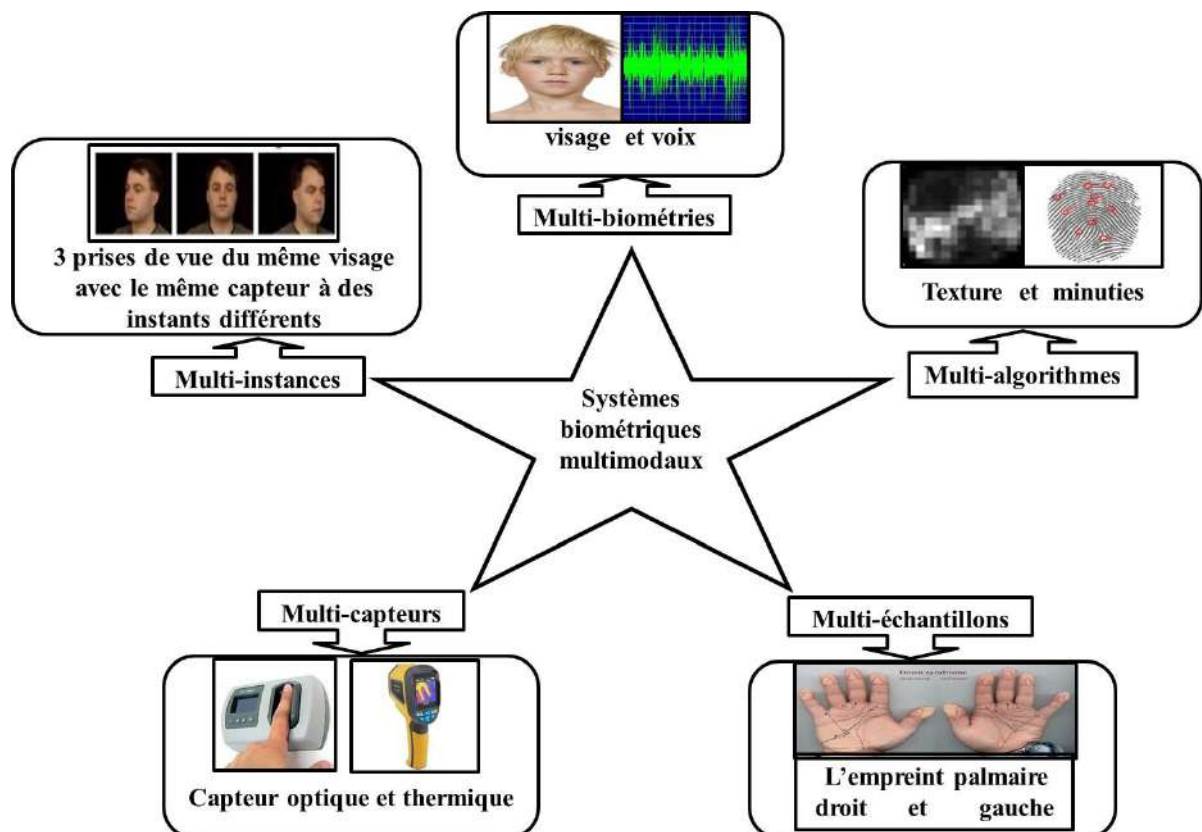 visage et voix
Multi-biométries
3 prises de vue du même visage
avec le même capteur à des
instants différents
Multi-instances
Texture et minuties
Multi-algorithmes
Systèmes
biométriques
multimodaux
Multi-capteurs
Capteur optique et thermique
Multi-échantillons
L'empreint palmaire
droit et gauche